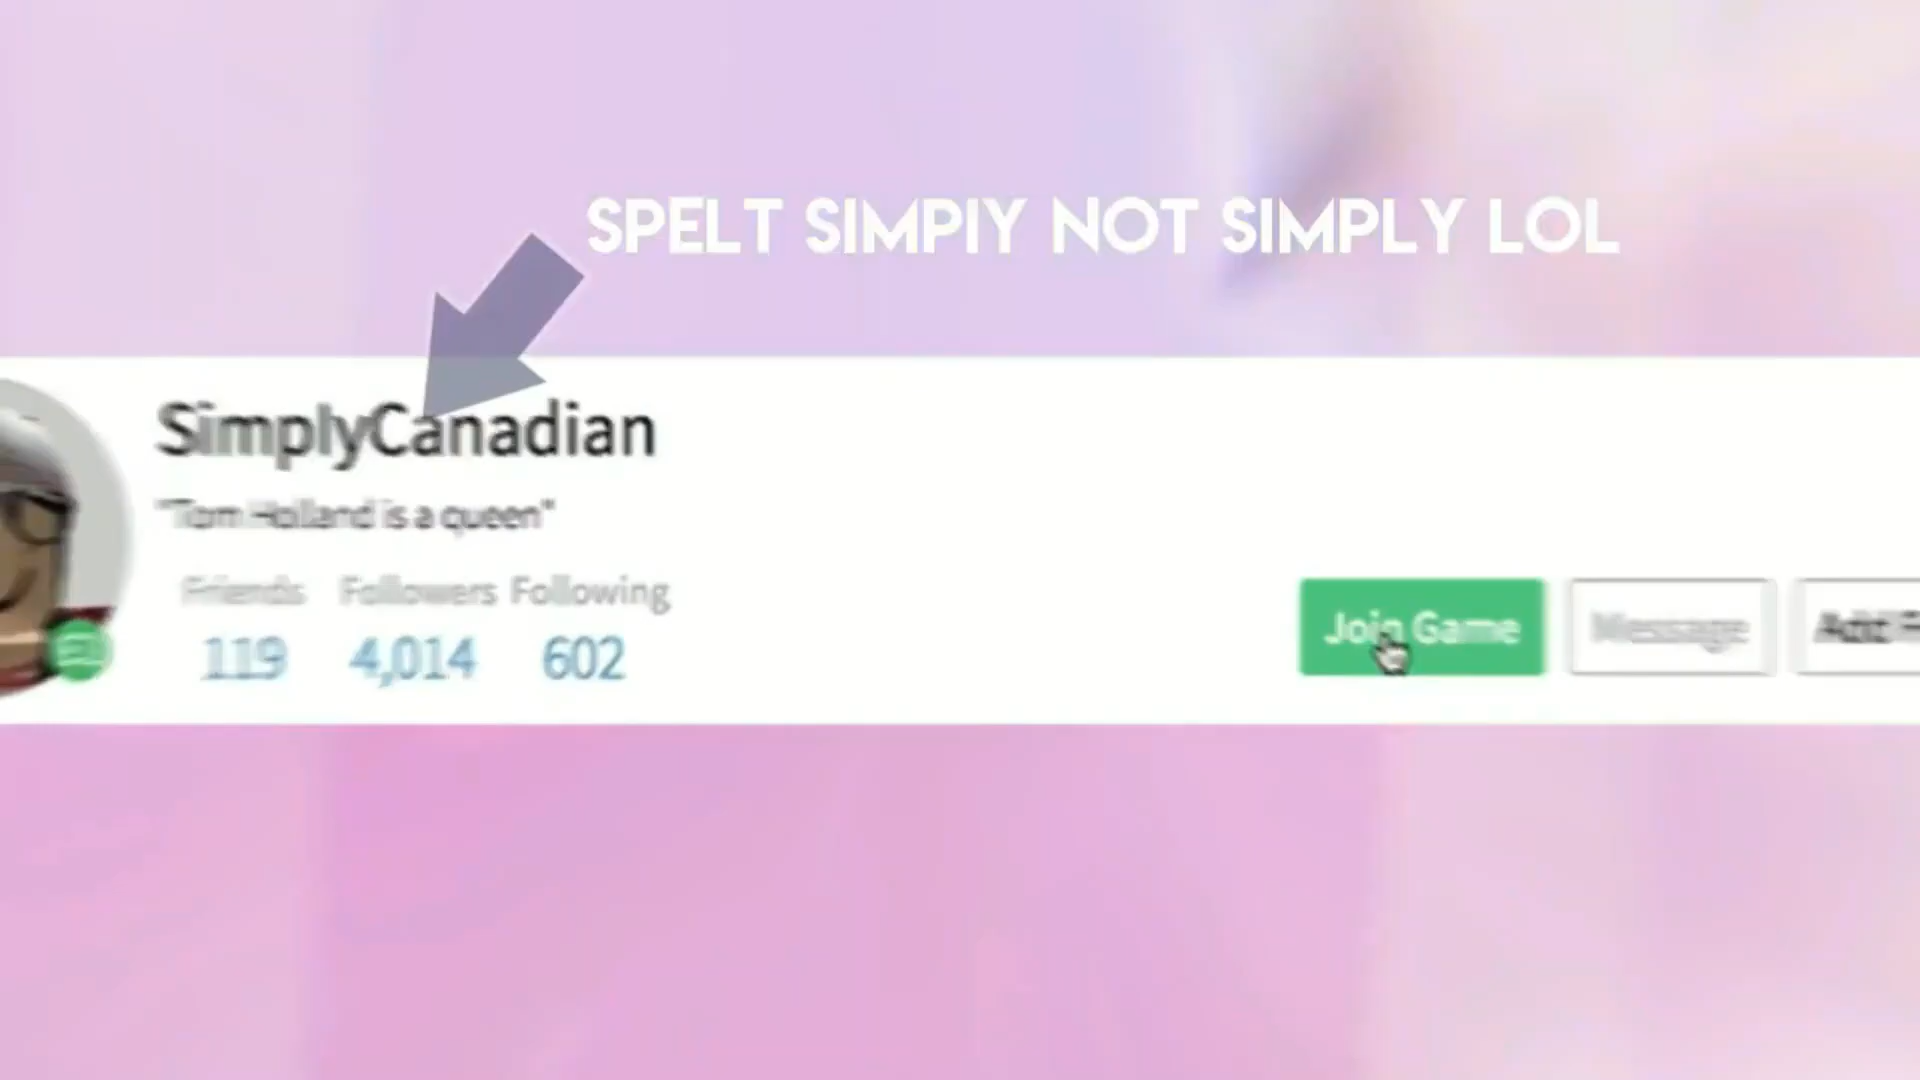 SPELT SIMPIY NOT SIMPLY LOL
SimplyCanadian
"Tom Holland is a queen"
Friends Followers Following
119 4,014 602
Join Game Message Add F